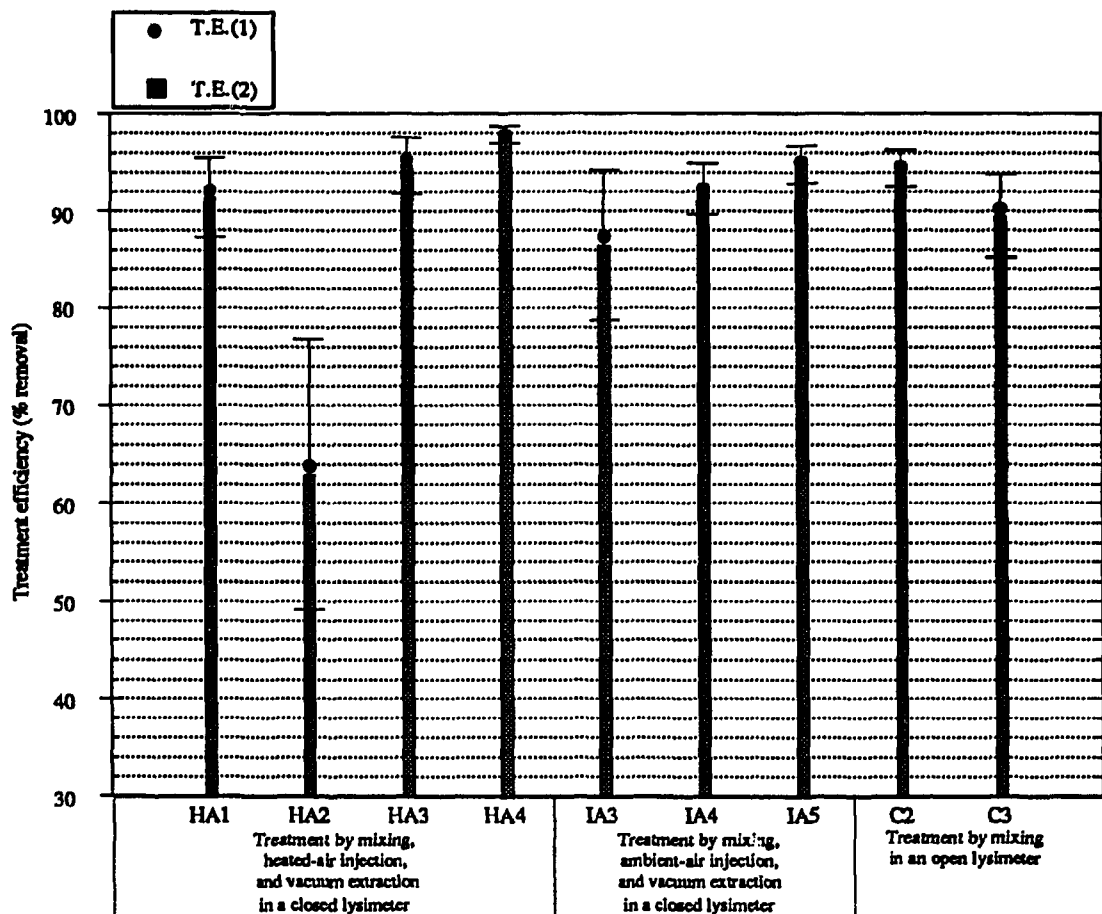 T.E.(1)
T.E.(2)
Treatment efficiency (% removal)
100
90
80
70
60
50
40
30
HA1 HA2 HA3 HA4 IA3 IA4 IA5 C2 C3
Treatment by mixing,
heated-air injection,
and vacuum extraction
in a closed lysimeter
Treatment by mixing,
ambient-air injection,
and vacuum extraction
in a closed lysimeter
Treatment by mixing
in an open lysimeter